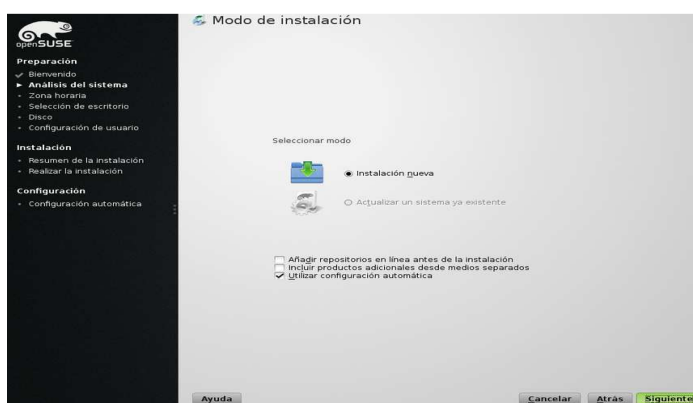 openSUSE
Preparación
Bienvenido
Análisis del sistema
Zona horaria
Selección de escritorio
Disco
Configuración de usuario
Instalación
Resumen de la instalación
Realizar la instalación
Configuración
Configuración automática
Modo de instalación
Seleccionar modo
Instalación nueva
Actualizar un sistema ya existente
Añadir repositorios en línea antes de la instalación
Incluir productos adicionales desde medios separados
Utilizar configuración automática
Ayuda
Cancelar
Atrás
Siguiente